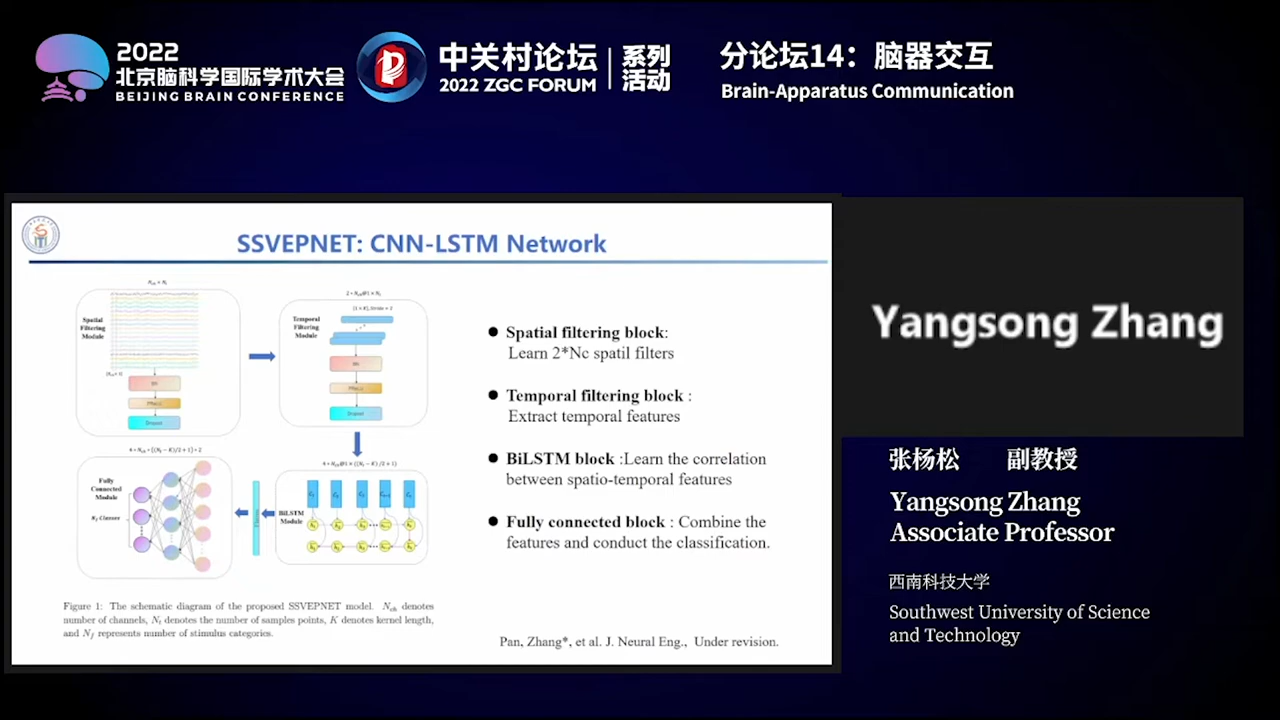 2022
北京脑科学国际学术大会
BEIJING BRAIN CONFERENCE
中关村论坛
2022 ZGC FORUM
系列
活动
分论坛14：脑器交互
Brain-Apparatus Communication
SSVEPNET: CNN-LSTM Network
Spatial
Filtering
Module
Temporal
Filtering
Module
Fully
Connected
Module
BiLSTM
Module
Figure 1: The schematic diagram of the proposed SSVEPNET model. N_ch denotes
number of channels, N_t denotes the number of samples points, K denotes kernel length,
and N_f represents number of stimulus categories.
● Spatial filtering block:
Learn 2*Nc spatil filters
● Temporal filtering block :
Extract temporal features
● BiLSTM block :Learn the correlation
between spatio-temporal features
● Fully connected block : Combine the
features and conduct the classification.
Pan, Zhang*, et al. J. Neural Eng., Under revision.
Yangsong Zhang
张杨松 副教授
Yangsong Zhang
Associate Professor
西南科技大学
Southwest University of Science
and Technology